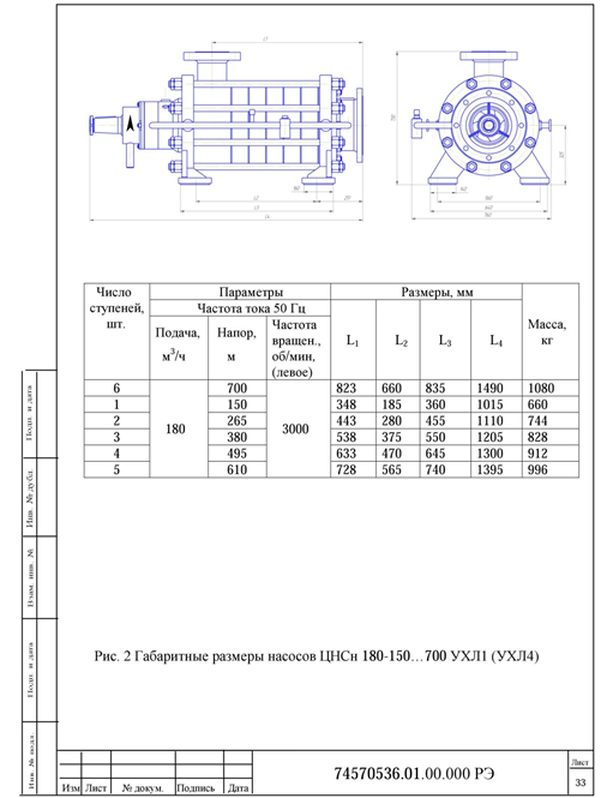 L1
L2
L3
L4
Число ступеней, шт.
Параметры
Размеры, мм
Масса, кг
Частота тока 50 Гц
Подача, м³/ч
Напор, м
Частота вращен., об/мин, (левое)
L₁ L₂ L₃ L₄
6 700 823 660 835 1490 1080
1 150 348 185 360 1015 660
2 265 443 280 455 1110 744
180 3000
3 380 538 375 550 1205 828
4 495 633 470 645 1300 912
5 610 728 565 740 1395 996
Рис. 2 Габаритные размеры насосов ЦНСн 180-150…700 УХЛ1 (УХЛ4)
Подп. и дата
Инв. № дубл.
Взам. инв. №
Подп. и дата
Инв. № подл.
74570536.01.00.000 РЭ
Лист
33
Изм Лист № докум. Подпись Дата